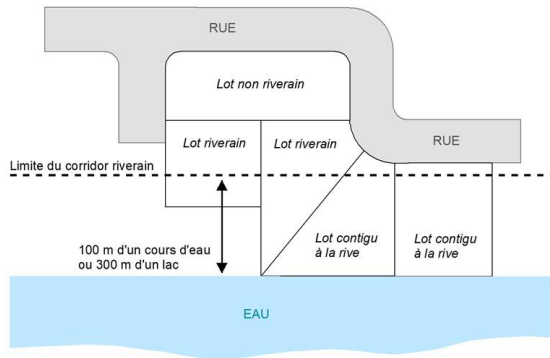 RUE
Lot non riverain
Lot riverain
Lot riverain
RUE
Limite du corridor riverain
100 m d'un cours d'eau
ou 300 m d'un lac
Lot contigu
à la rive
Lot contigu
à la rive
EAU